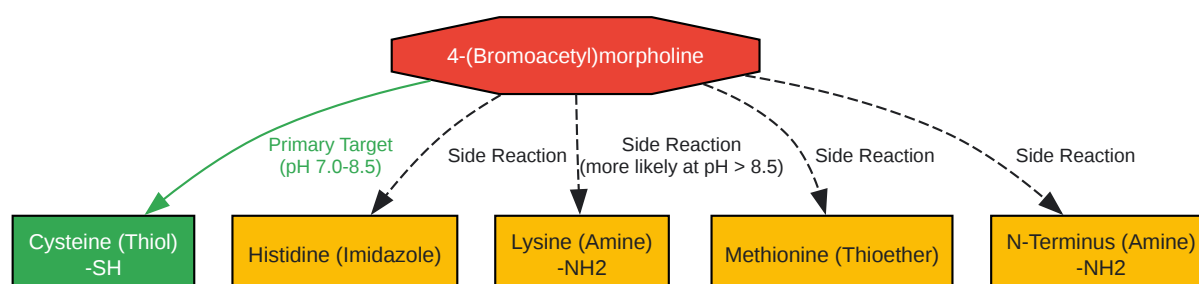 4-(Bromoacetyl)morpholine
Primary Target
(pH 7.0-8.5)
Side Reaction
Side Reaction
(more likely at pH > 8.5)
Side Reaction
Side Reaction
Cysteine (Thiol)
-SH
Histidine (Imidazole)
Lysine (Amine)
-NH2
Methionine (Thioether)
N-Terminus (Amine)
-NH2